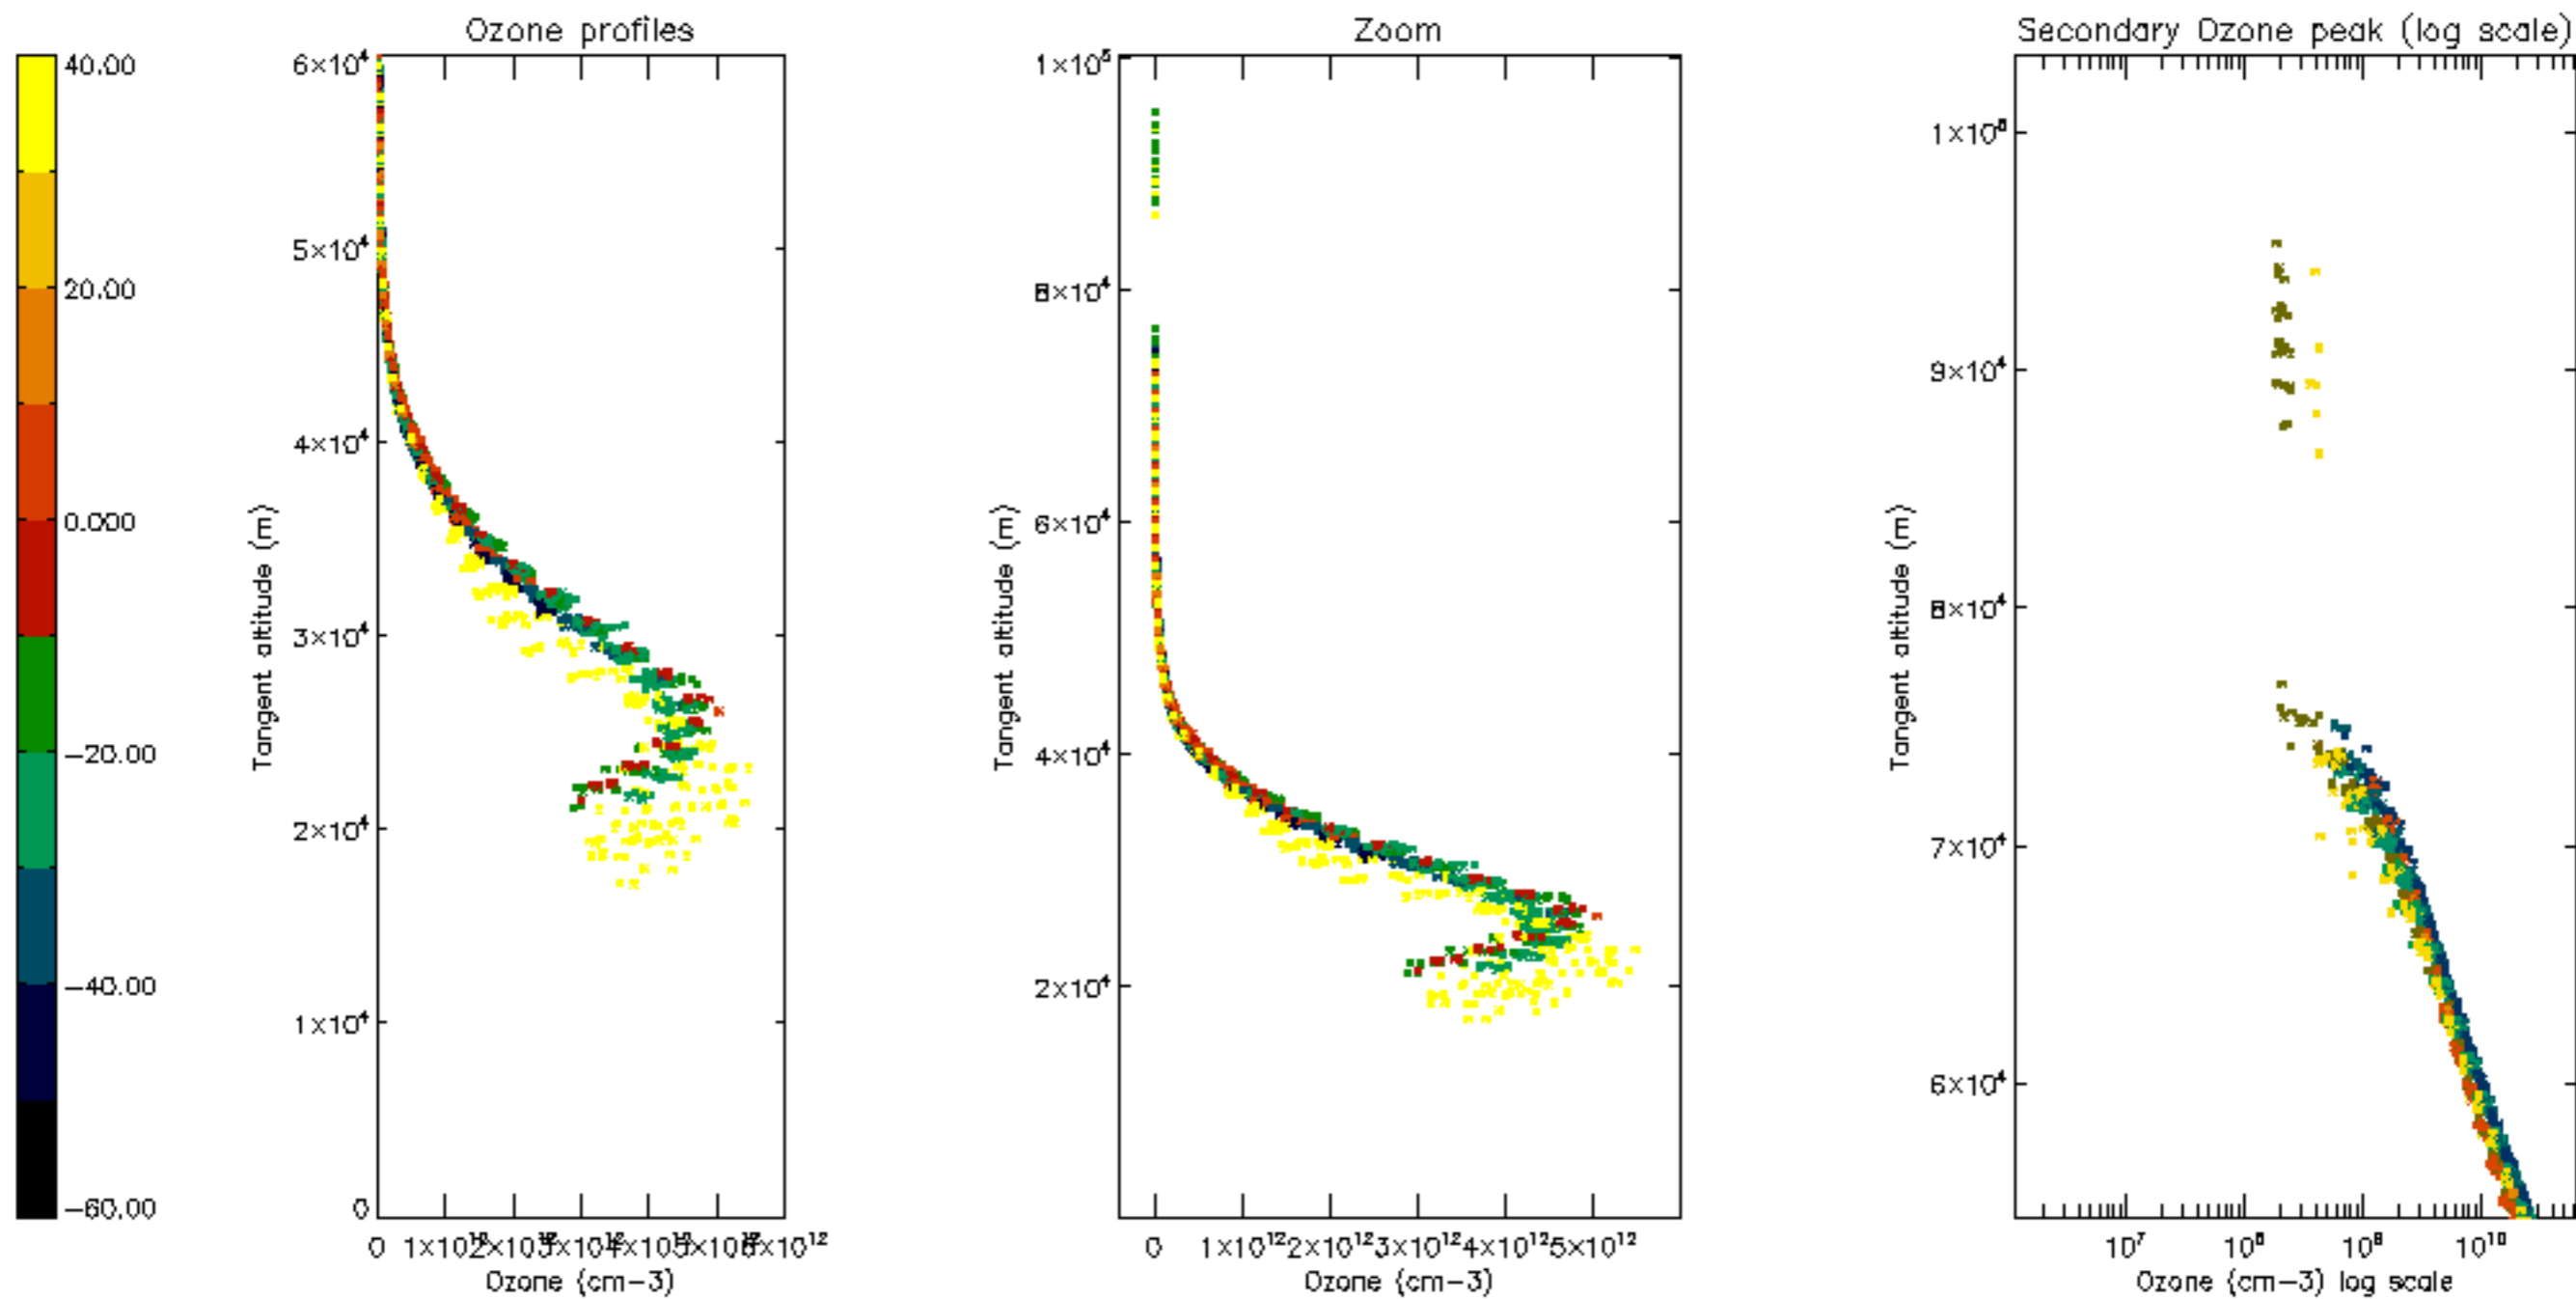 Ozone profiles
Zoom
Secondary Ozone peak (log scale)
40.00
20.00
0.000
−20.00
−40.00
−60.00
Tangent altitude (m)
6×10⁴
5×10⁴
4×10⁴
3×10⁴
2×10⁴
1×10⁴
0
0
Ozone (cm−3)
Tangent altitude (m)
1×10⁵
8×10⁴
6×10⁴
4×10⁴
2×10⁴
0 1×10¹² 2×10¹² 3×10¹² 4×10¹² 5×10¹²
Ozone (cm−3)
Tangent altitude (m)
1×10⁵
9×10⁴
8×10⁴
7×10⁴
6×10⁴
10⁷ 10⁸ 10⁹ 10¹⁰
Ozone (cm−3) log scale